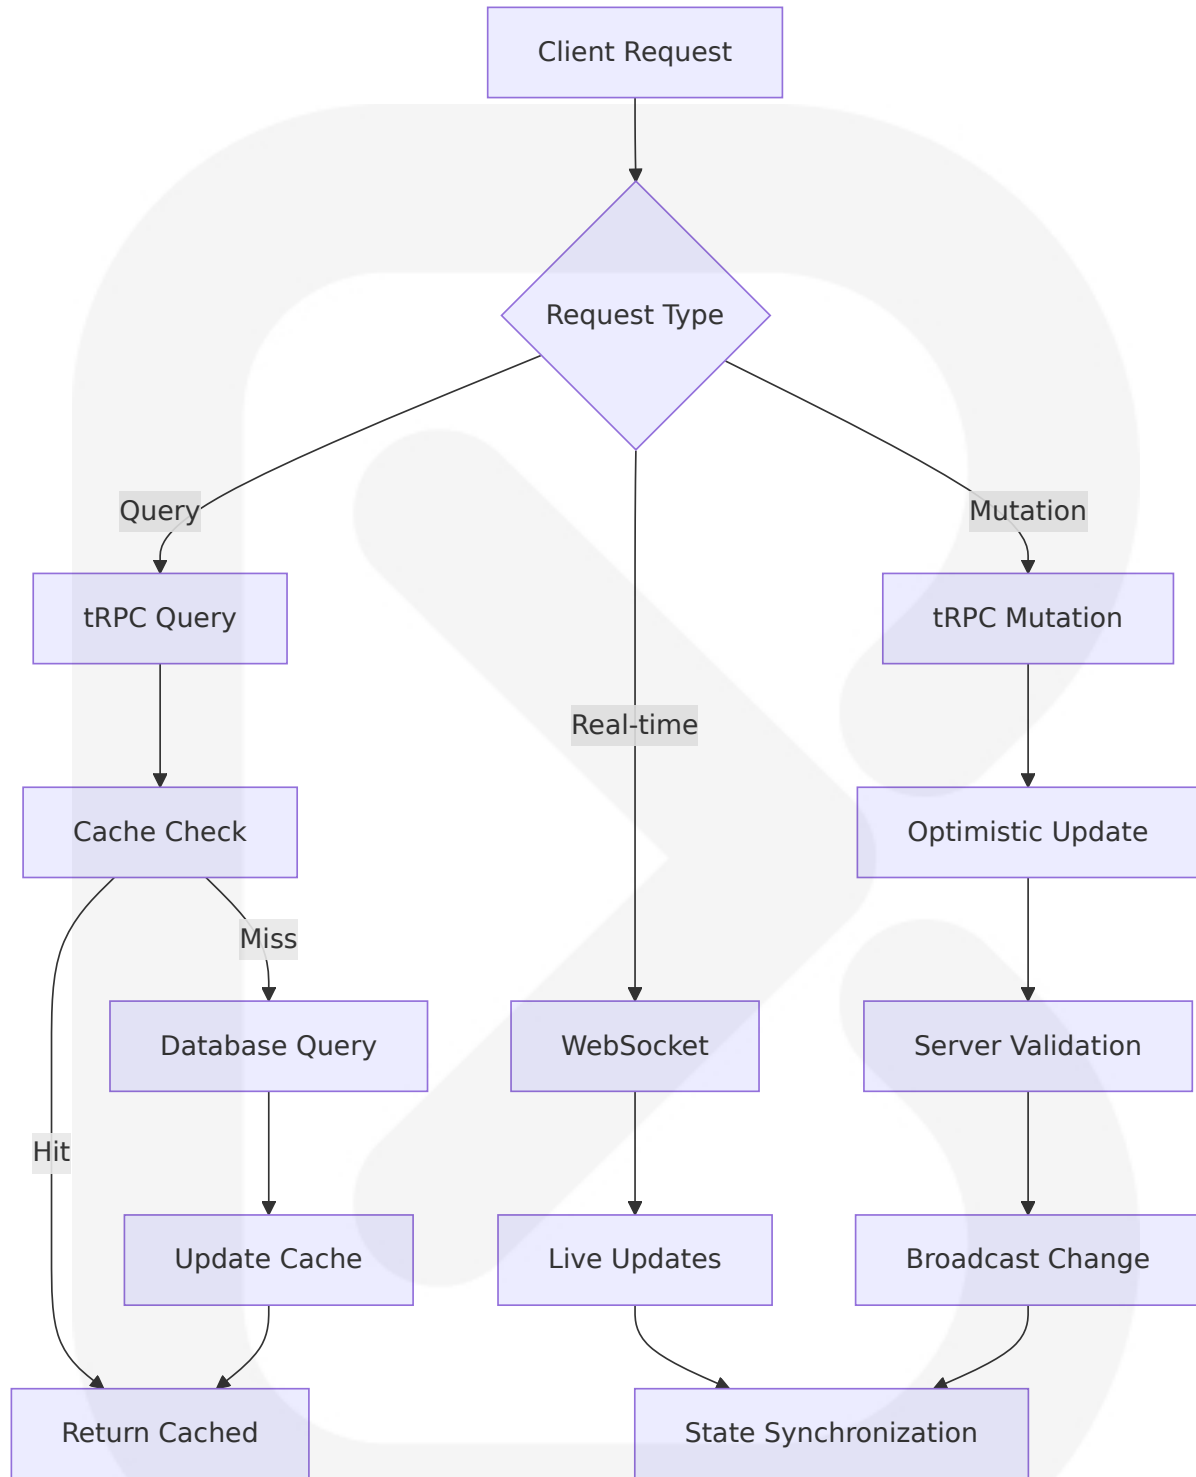 Client Request
Request Type
Query
Mutation
tRPC Query
tRPC Mutation
Real-time
Cache Check
Optimistic Update
Miss
Database Query
WebSocket
Server Validation
Hit
Update Cache
Live Updates
Broadcast Change
Return Cached
State Synchronization